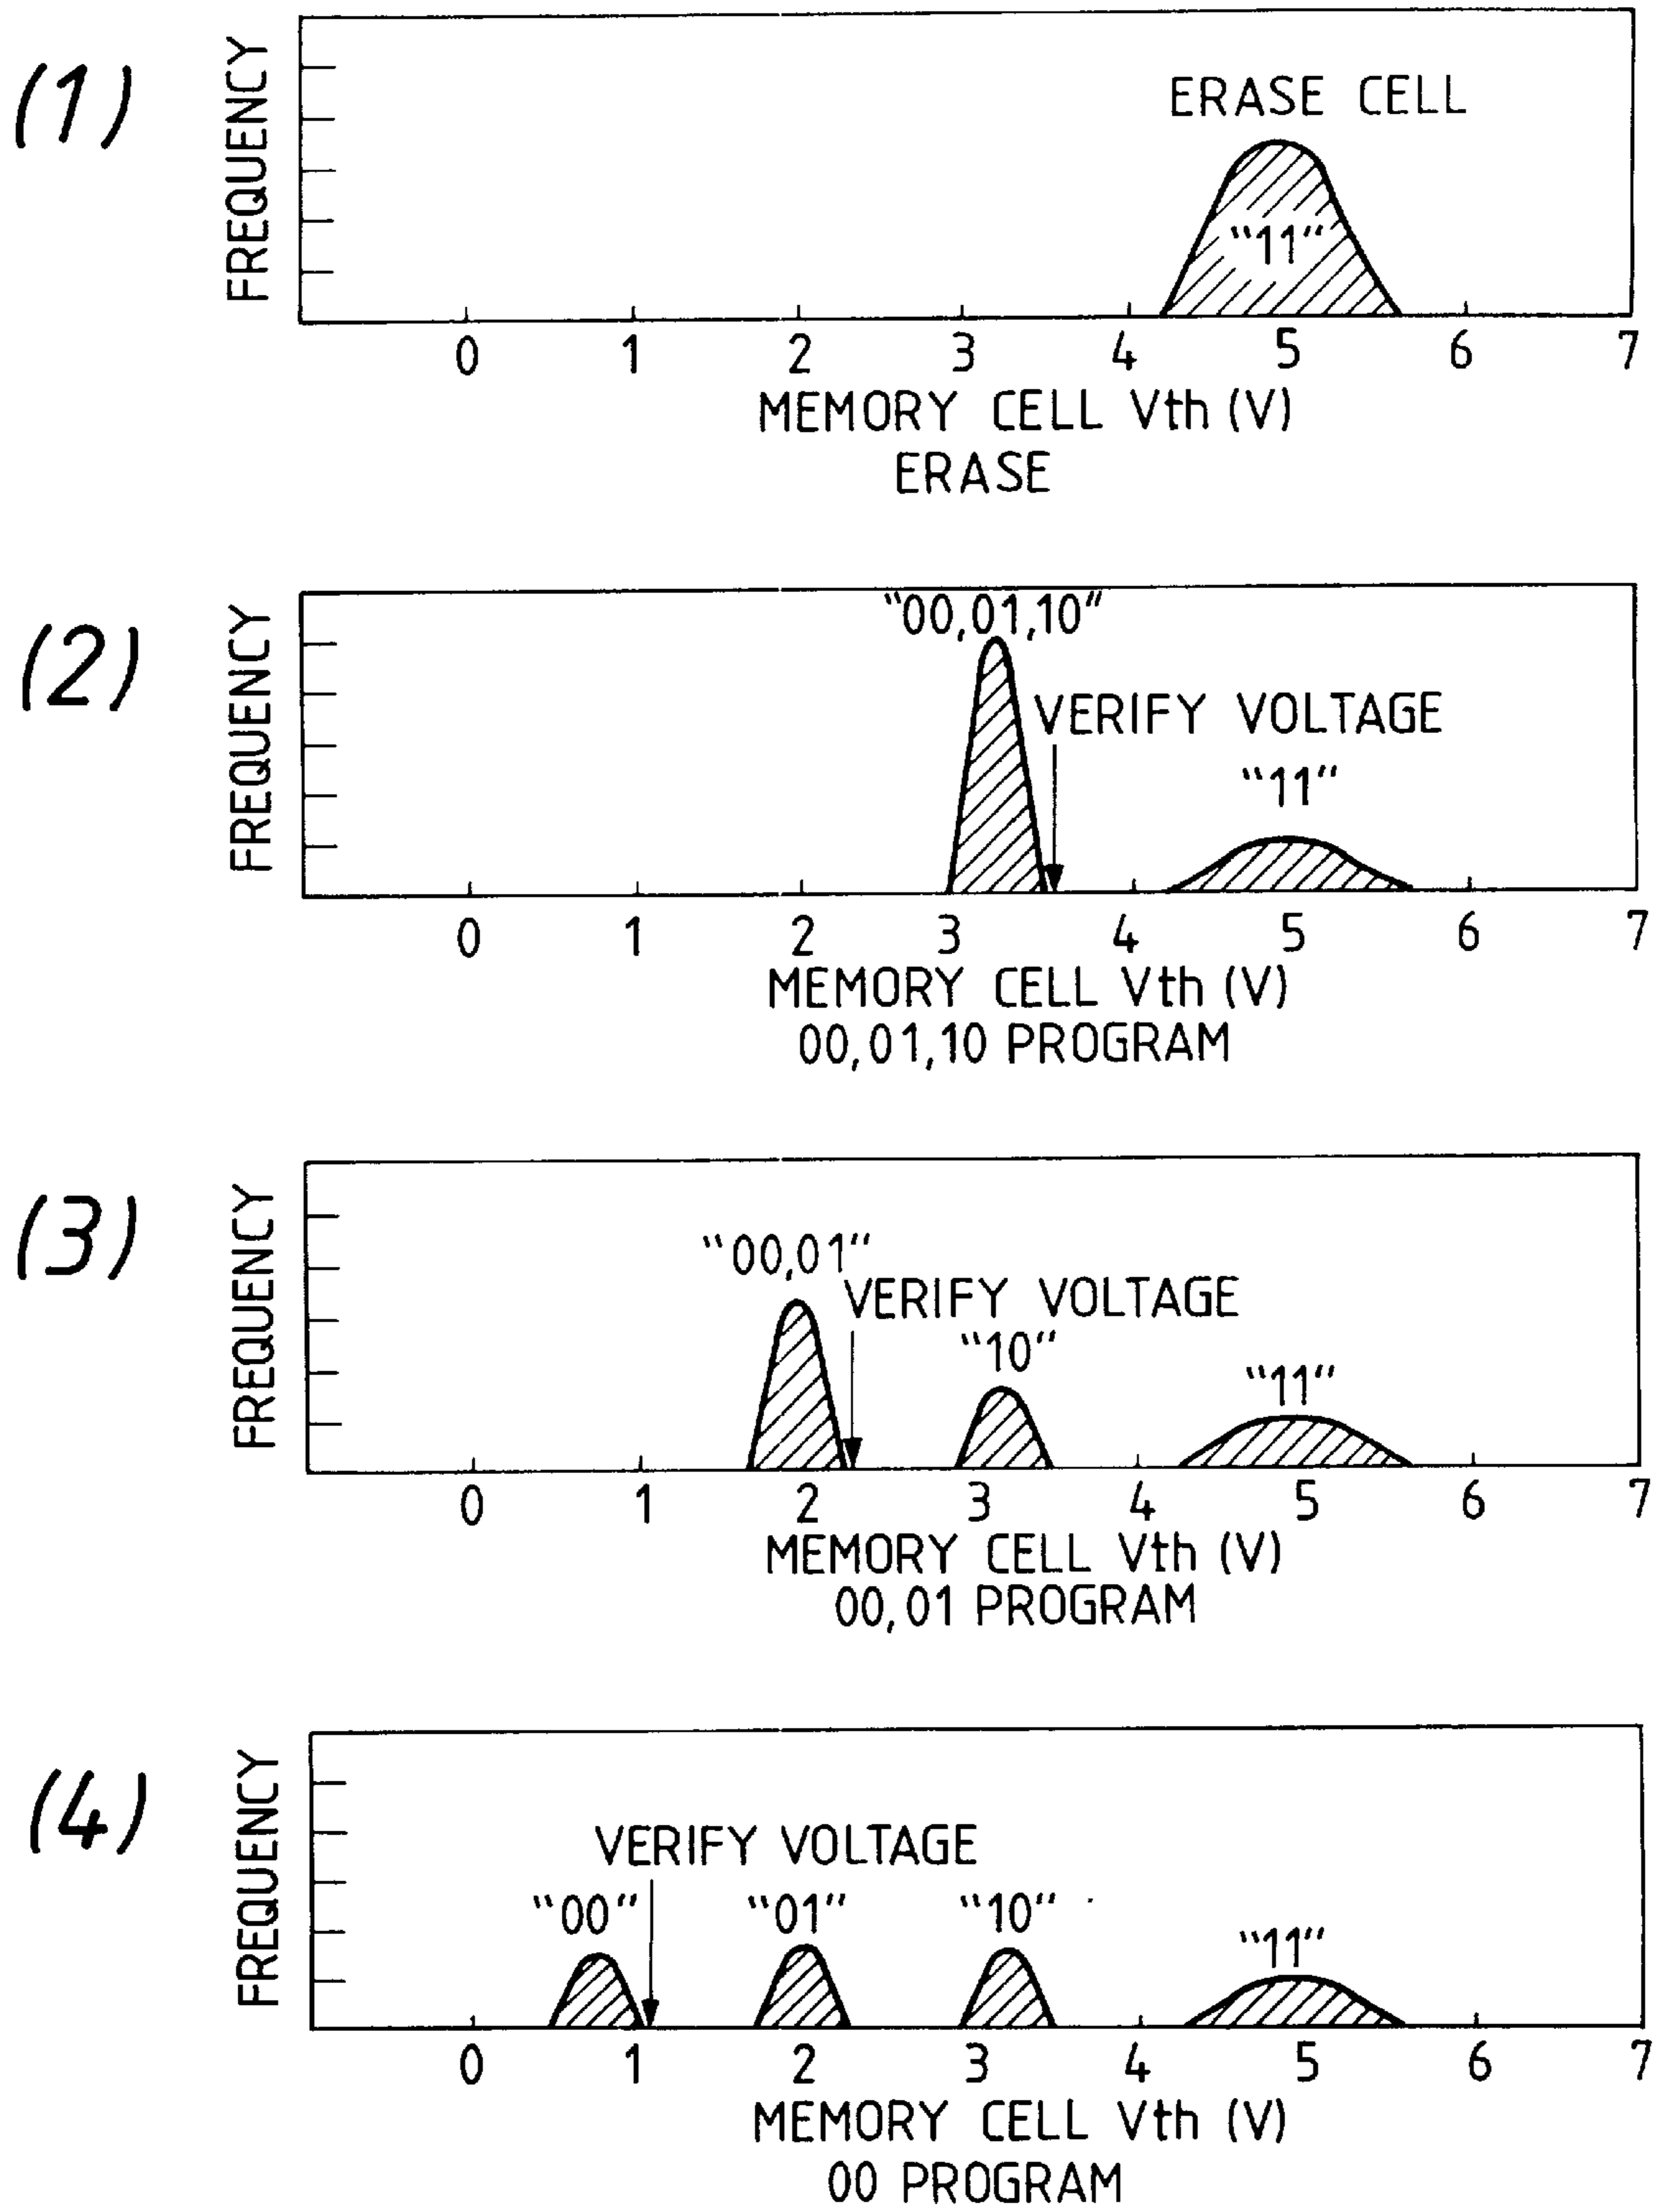 (1)
FREQUENCY
ERASE CELL
“11”
0 1 2 3 4 5 6 7
MEMORY CELL Vth (V)
ERASE
(2)
FREQUENCY
“00,01,10”
VERIFY VOLTAGE
“11”
0 1 2 3 4 5 6 7
MEMORY CELL Vth (V)
00,01,10 PROGRAM
(3)
FREQUENCY
“00,01”
VERIFY VOLTAGE
“10”
“11”
0 1 2 3 4 5 6 7
MEMORY CELL Vth (V)
00,01 PROGRAM
(4)
FREQUENCY
VERIFY VOLTAGE
“00” “01” “10” “11”
0 1 2 3 4 5 6 7
MEMORY CELL Vth (V)
00 PROGRAM